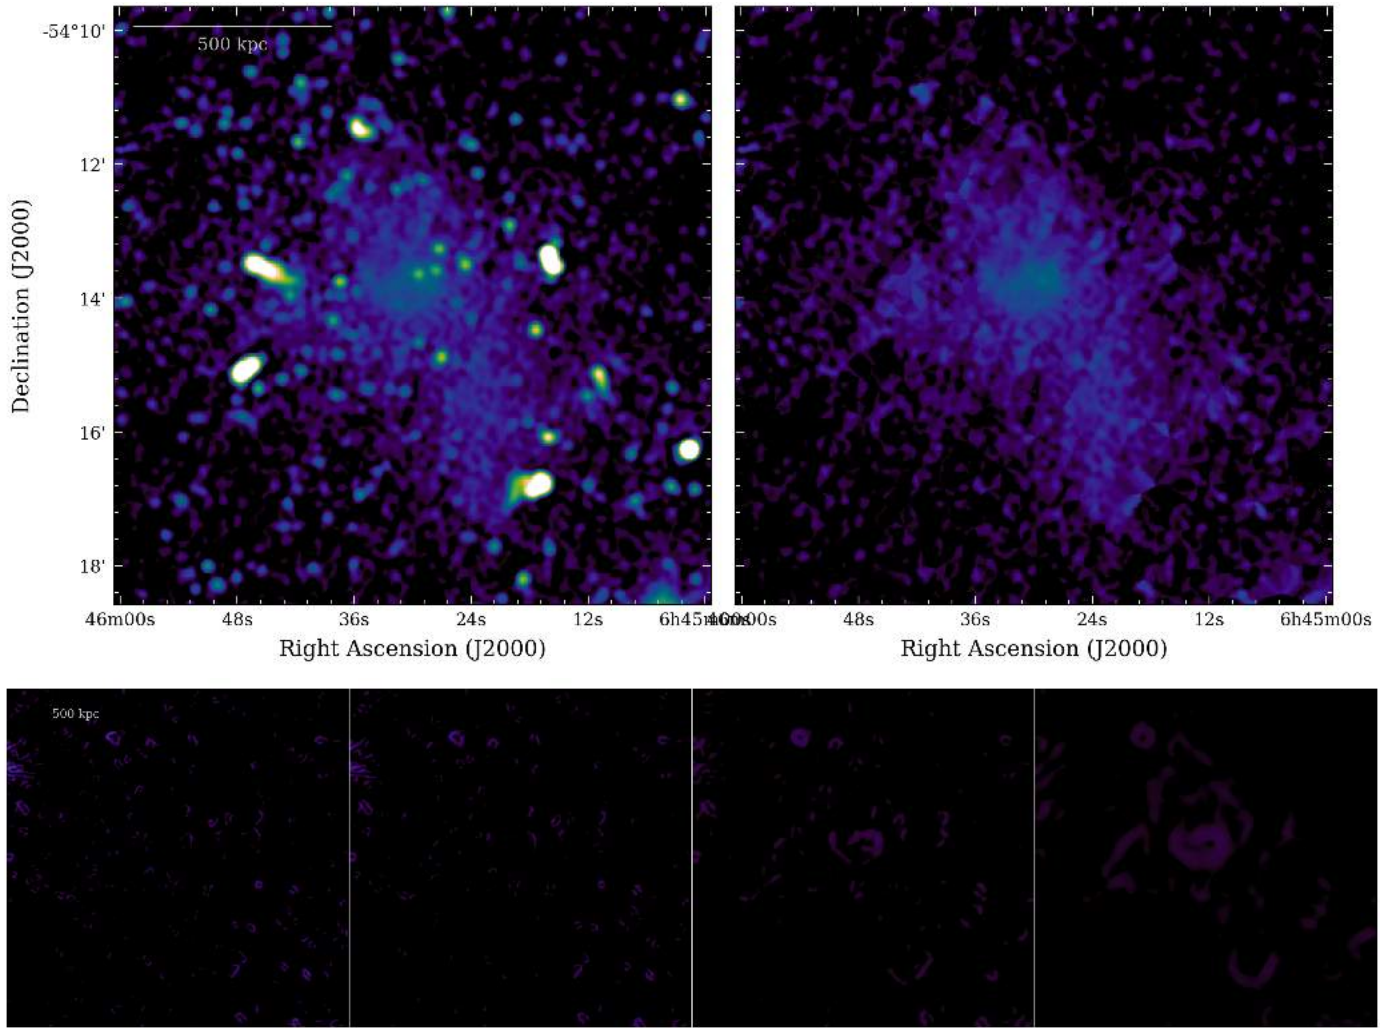 500 kpc
-54°10'
12'
14'
16'
18'
Declination (J2000)
46m00s 48s 36s 24s 12s 6h45m00s 48s 36s 24s 12s 6h45m00s
Right Ascension (J2000) Right Ascension (J2000)
500 kpc